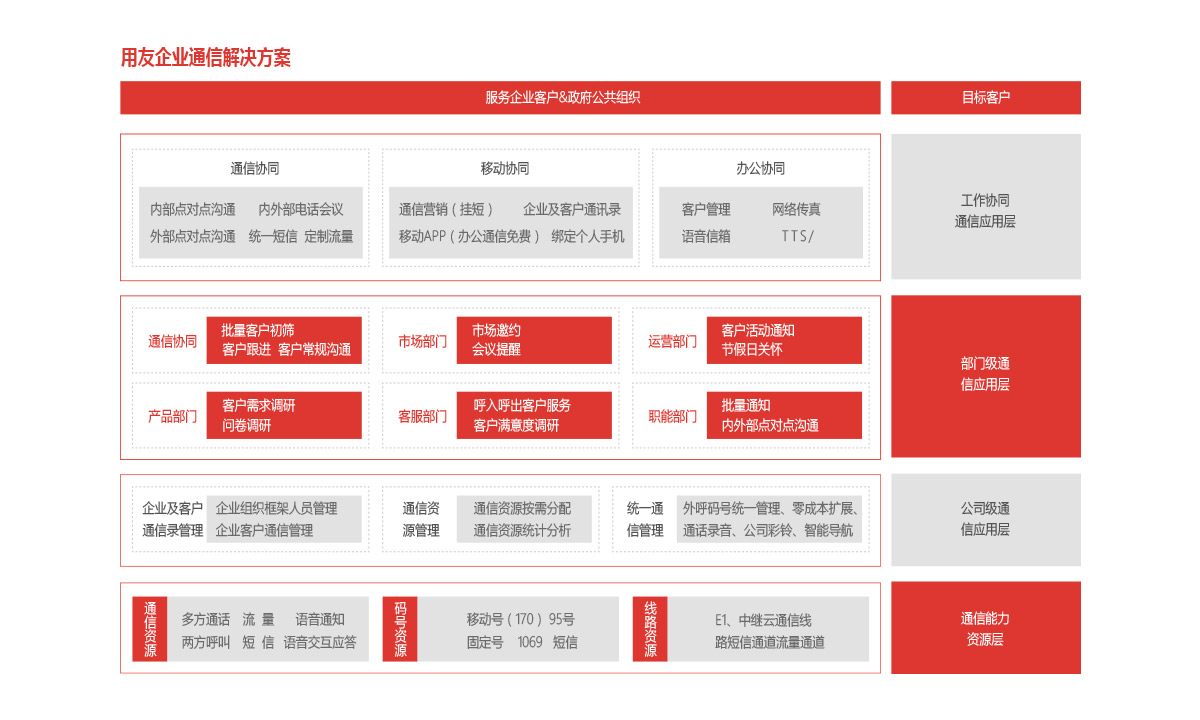 用友企业通信解决方案
服务企业客户&政府公共组织
目标客户
通信协同
内部点对点沟通 内外部电话会议
外部点对点沟通 统一短信 定制流量
移动协同
通信营销（挂短） 企业及客户通讯录
移动APP（办公通信免费） 绑定个人手机
办公协同
客户管理 网络传真
语音信箱 TTS/
工作协同
通信应用层
通信协同
批量客户初筛
客户跟进 客户常规沟通
市场部门
市场邀约
会议提醒
运营部门
客户活动通知
节假日关怀
产品部门
客户需求调研
问卷调研
客服部门
呼入呼出客户服务
客户满意度调研
职能部门
批量通知
内外部点对点沟通
部门级通
信应用层
企业及客户
通信录管理
企业组织框架人员管理
企业客户通信管理
通信资
源管理
通信资源按需分配
通信资源统计分析
统一通
信管理
外呼码号统一管理、零成本扩展、
通话录音、公司彩铃、智能导航
公司级通
信应用层
通信资源
多方通话 流 量 语音通知
两方呼叫 短 信 语音交互应答
码号资源
移动号（170） 95号
固定号 1069 短信
线路资源
E1、中继云通信线
路短信通道流量通道
通信能力
资源层